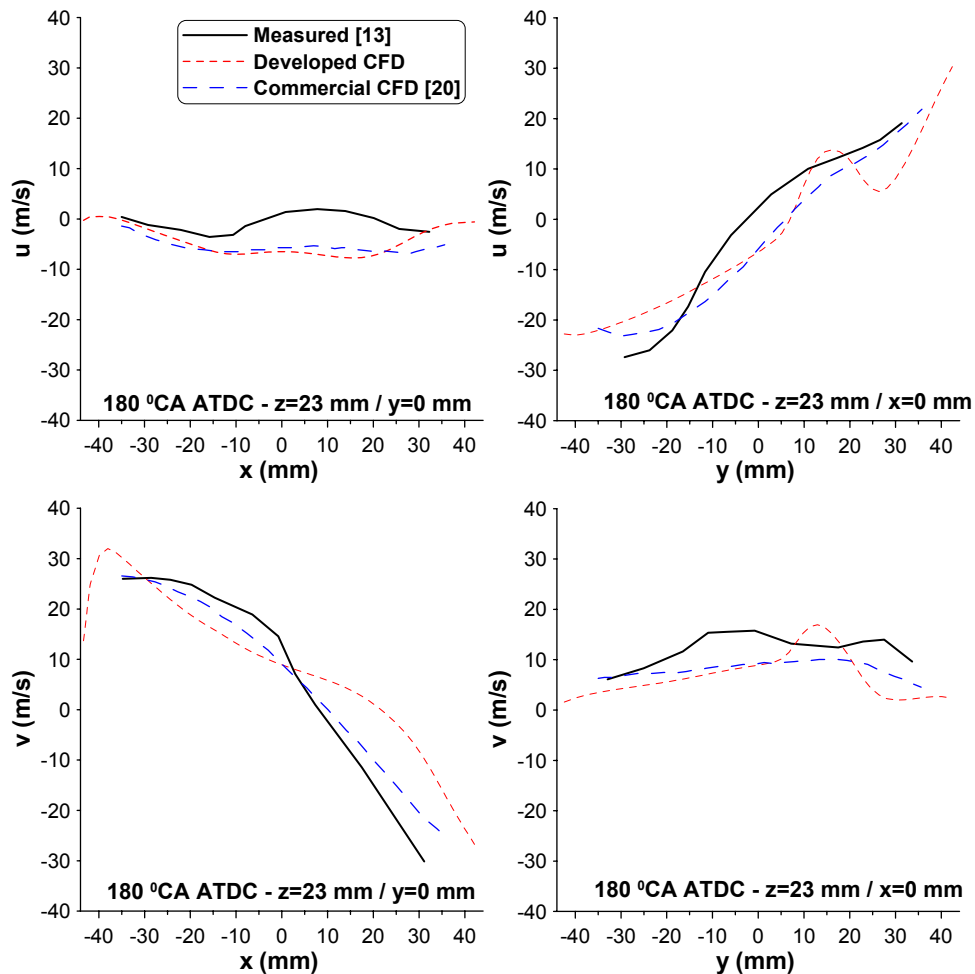 40
30
20
10
0
-10
-20
-30
-40
u (m/s)
Measured [13]
Developed CFD
Commercial CFD [20]
180 ⁰CA ATDC - z=23 mm / y=0 mm
-40 -30 -20 -10 0 10 20 30 40
x (mm)
40
30
20
10
0
-10
-20
-30
-40
u (m/s)
180 ⁰CA ATDC - z=23 mm / x=0 mm
-40 -30 -20 -10 0 10 20 30 40
y (mm)
40
30
20
10
0
-10
-20
-30
-40
v (m/s)
180 ⁰CA ATDC - z=23 mm / y=0 mm
-40 -30 -20 -10 0 10 20 30 40
x (mm)
40
30
20
10
0
-10
-20
-30
-40
v (m/s)
180 ⁰CA ATDC - z=23 mm / x=0 mm
-40 -30 -20 -10 0 10 20 30 40
y (mm)